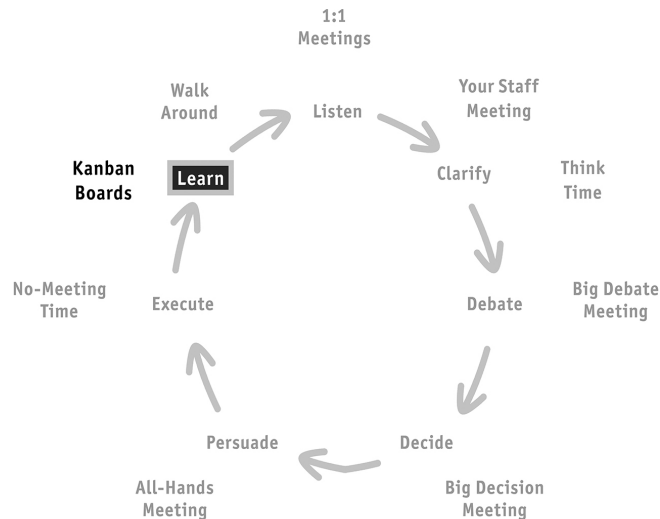 1:1
Meetings
Walk
Around
Listen
Your Staff
Meeting
Kanban
Boards
Learn
Clarify
Think
Time
No-Meeting
Time
Execute
Debate
Big Debate
Meeting
Persuade
Decide
All-Hands
Meeting
Big Decision
Meeting